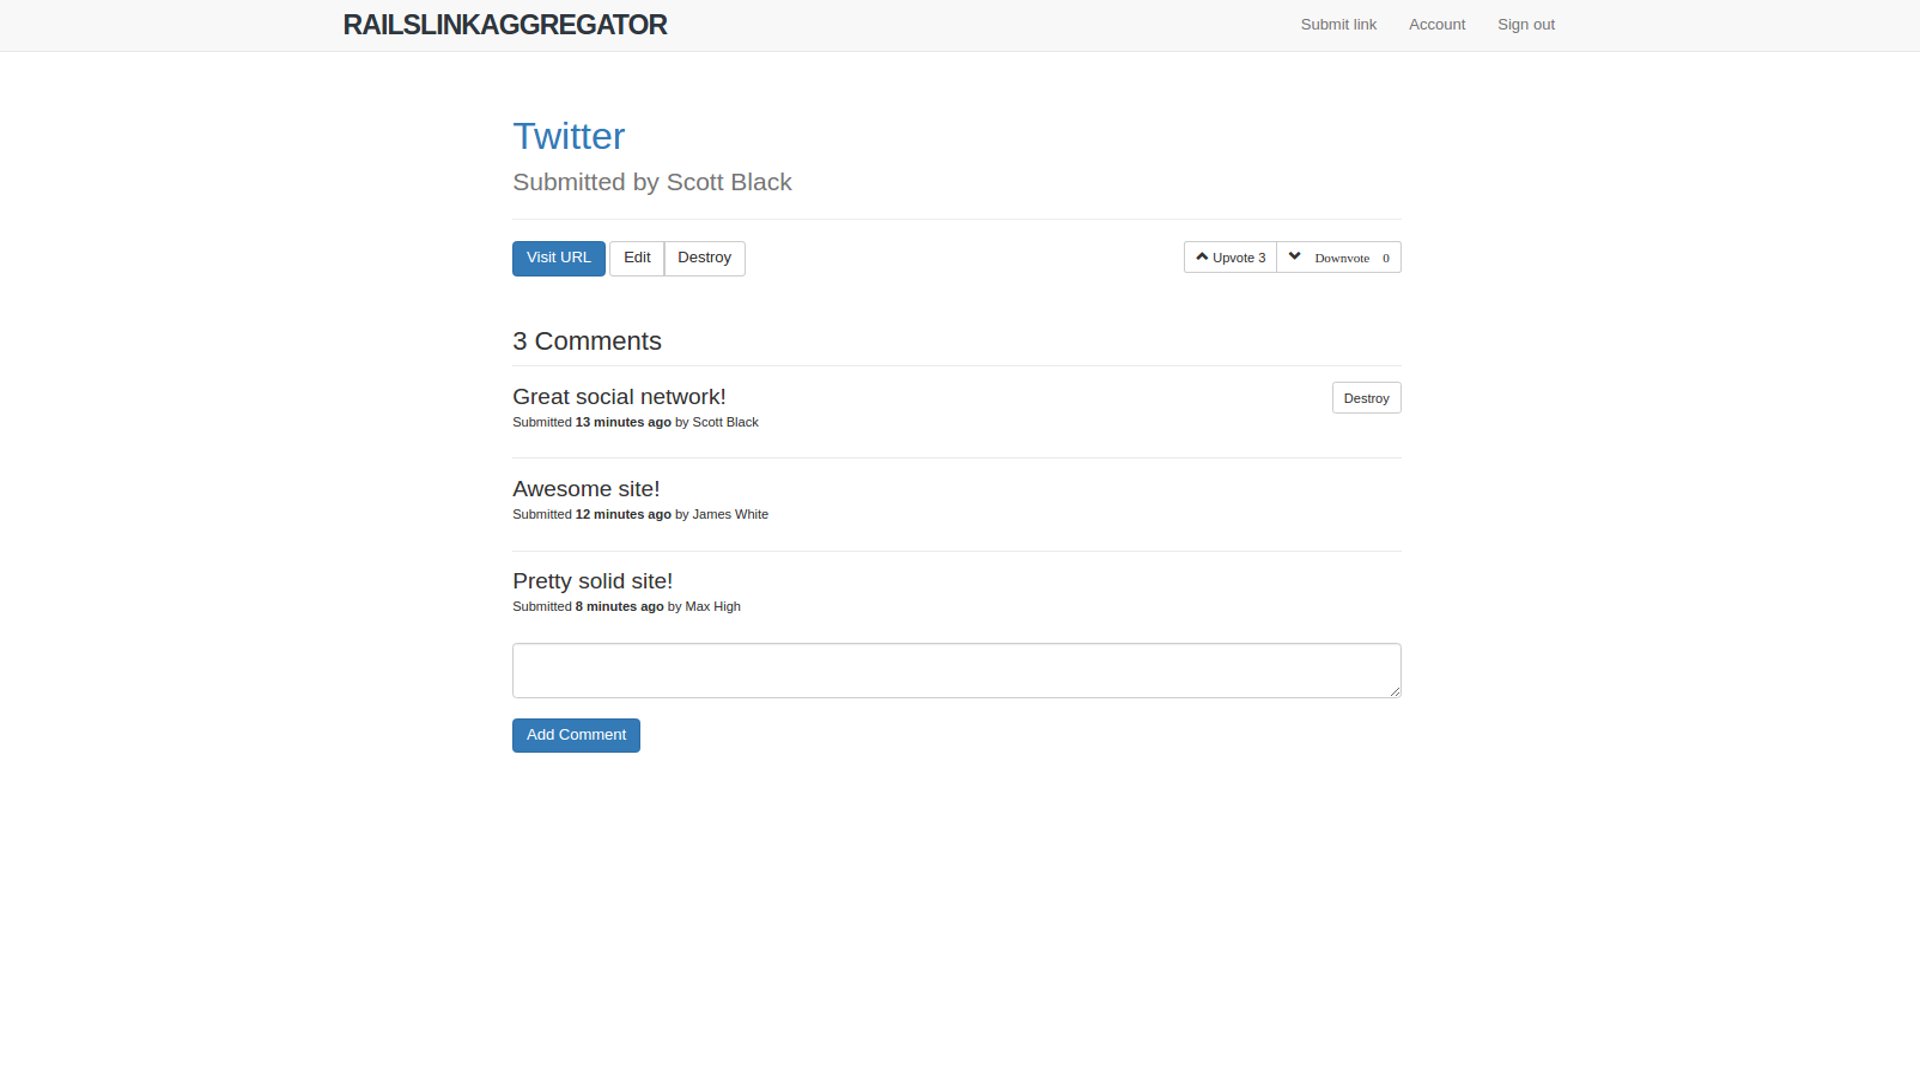 RAILSLINKAGGREGATOR Submit link Account Sign out
Twitter
Submitted by Scott Black
Visit URL Edit Destroy Upvote 3 Downvote 0
3 Comments
Great social network! Destroy
Submitted 13 minutes ago by Scott Black
Awesome site!
Submitted 12 minutes ago by James White
Pretty solid site!
Submitted 8 minutes ago by Max High
Add Comment